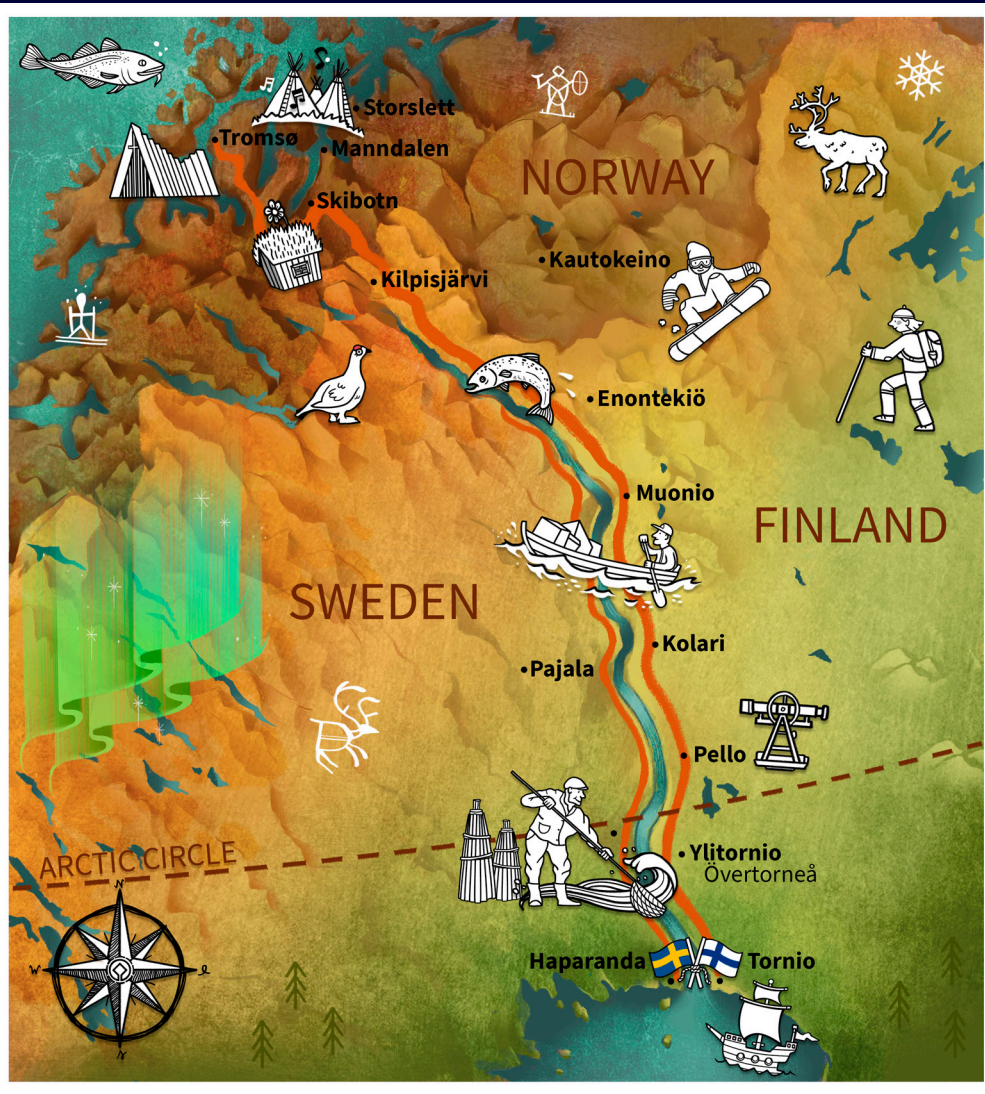 Storslett
Tromsø
Manndalen
NORWAY
Skibotn
Kautokeino
Kilpisjärvi
Enontekiö
Muonio
FINLAND
SWEDEN
Kolari
Pajala
Pello
ARCTIC CIRCLE
Ylitornio
Övertorneå
N
W
Haparanda
Tornio